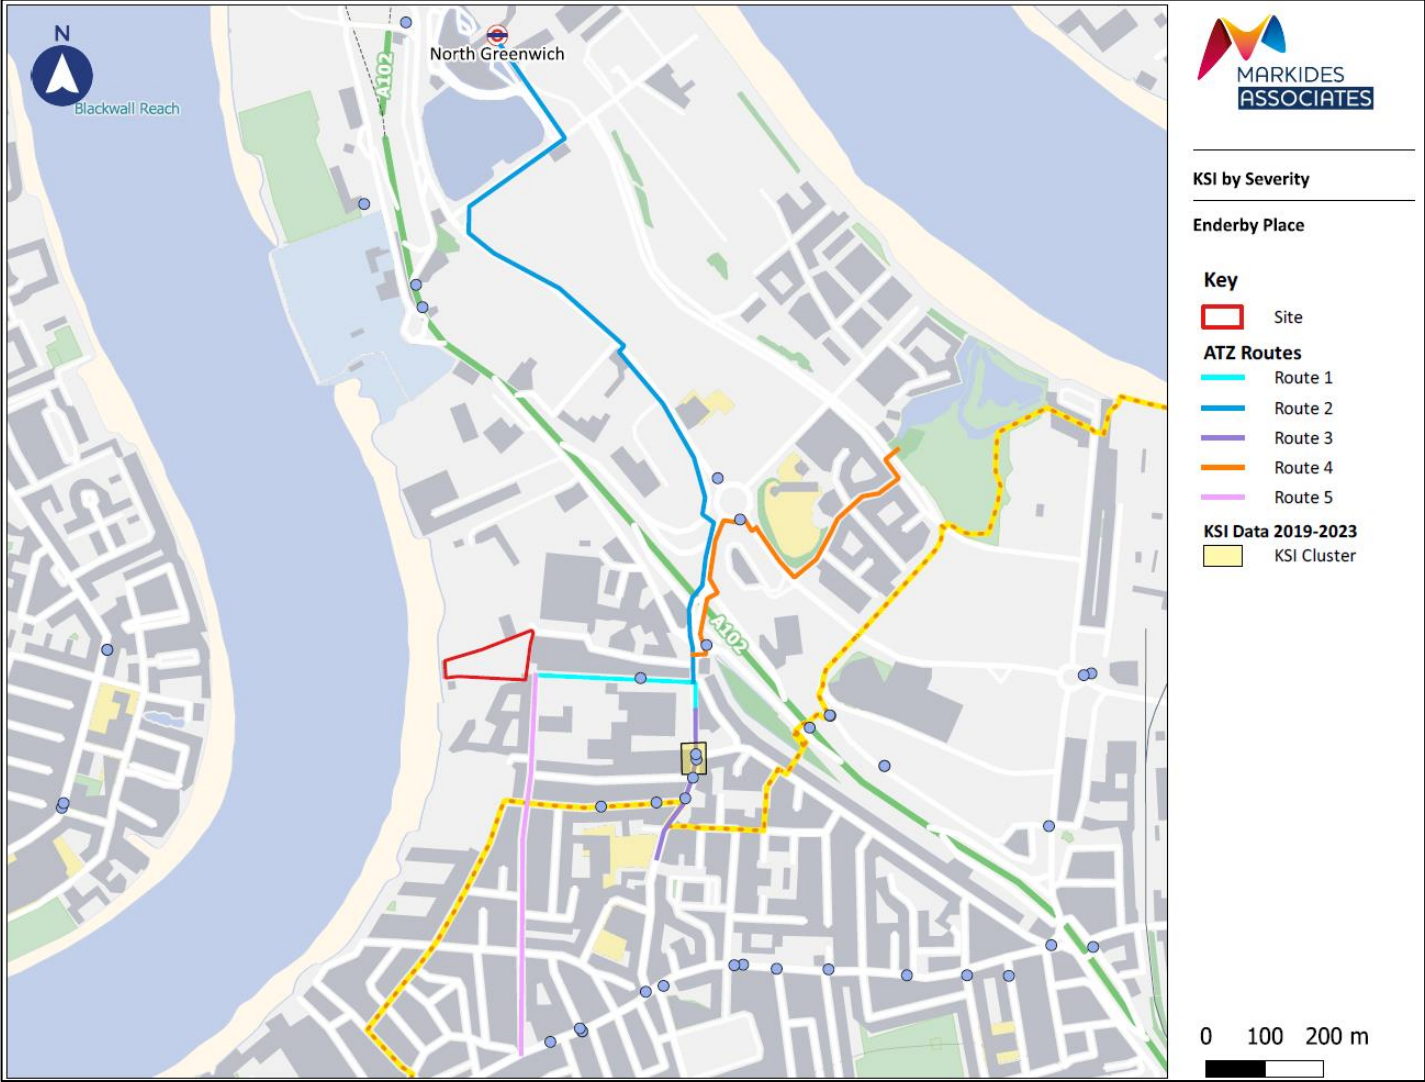 N
Blackwall Reach
A102
North Greenwich
A102
MARKIDES
ASSOCIATES
KSI by Severity
Enderby Place
Key
Site
ATZ Routes
Route 1
Route 2
Route 3
Route 4
Route 5
KSI Data 2019-2023
KSI Cluster
0 100 200 m